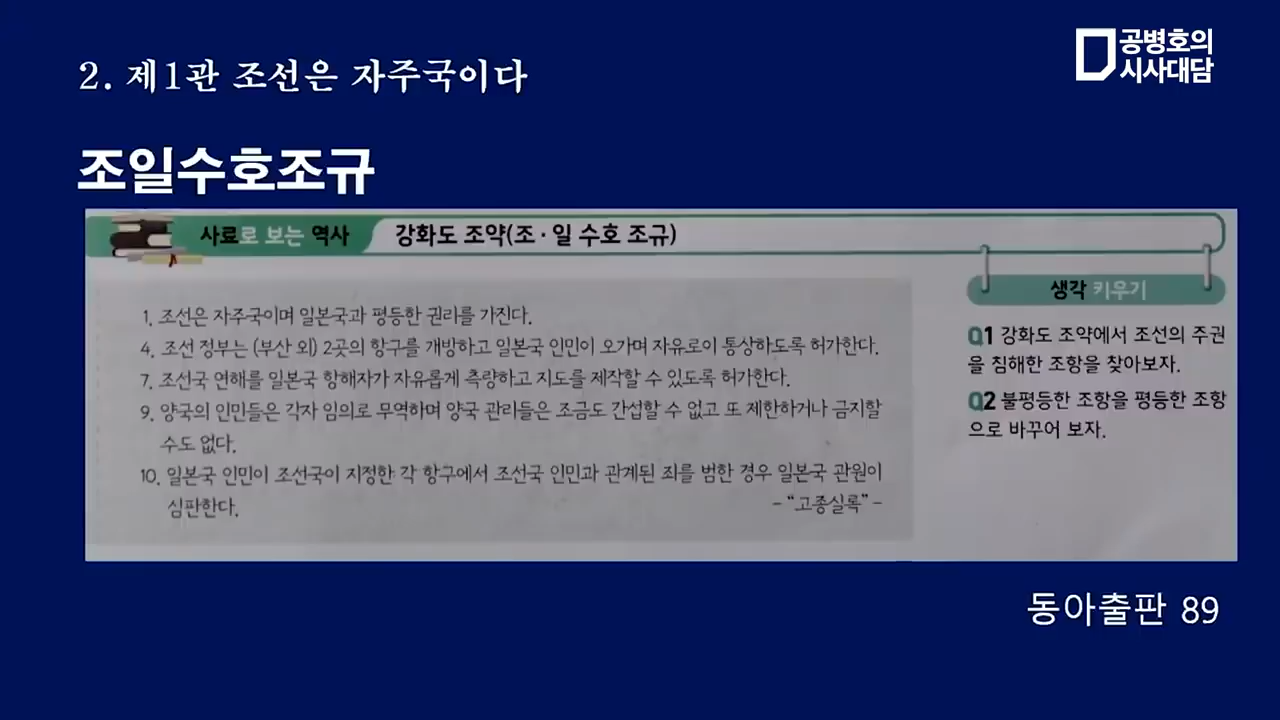 2. 제1관 조선은 자주국이다
공병호의
시사대담
조일수호조규
사료로 보는 역사
강화도 조약(조·일 수호 조규)
1. 조선은 자주국이며 일본국과 평등한 권리를 가진다.
4. 조선 정부는 (부산 외) 2곳의 항구를 개방하고 일본국 인민이 오가며 자유로이 통상하도록 허가한다.
7. 조선국 연해를 일본국 항해자가 자유롭게 측량하고 지도를 제작할 수 있도록 허가한다.
9. 양국의 인민들은 각자 임의로 무역하며 양국 관리들은 조금도 간섭할 수 없고 또 제한하거나 금지할
수도 없다.
10. 일본국 인민이 조선국이 지정한 각 항구에서 조선국 인민과 관계된 죄를 범한 경우 일본국 관원이
심판한다.
-“고종실록”-
생각 키우기
Q1 강화도 조약에서 조선의 주권
을 침해한 조항을 찾아보자.
Q2 불평등한 조항을 평등한 조항
으로 바꾸어 보자.
동아출판 89